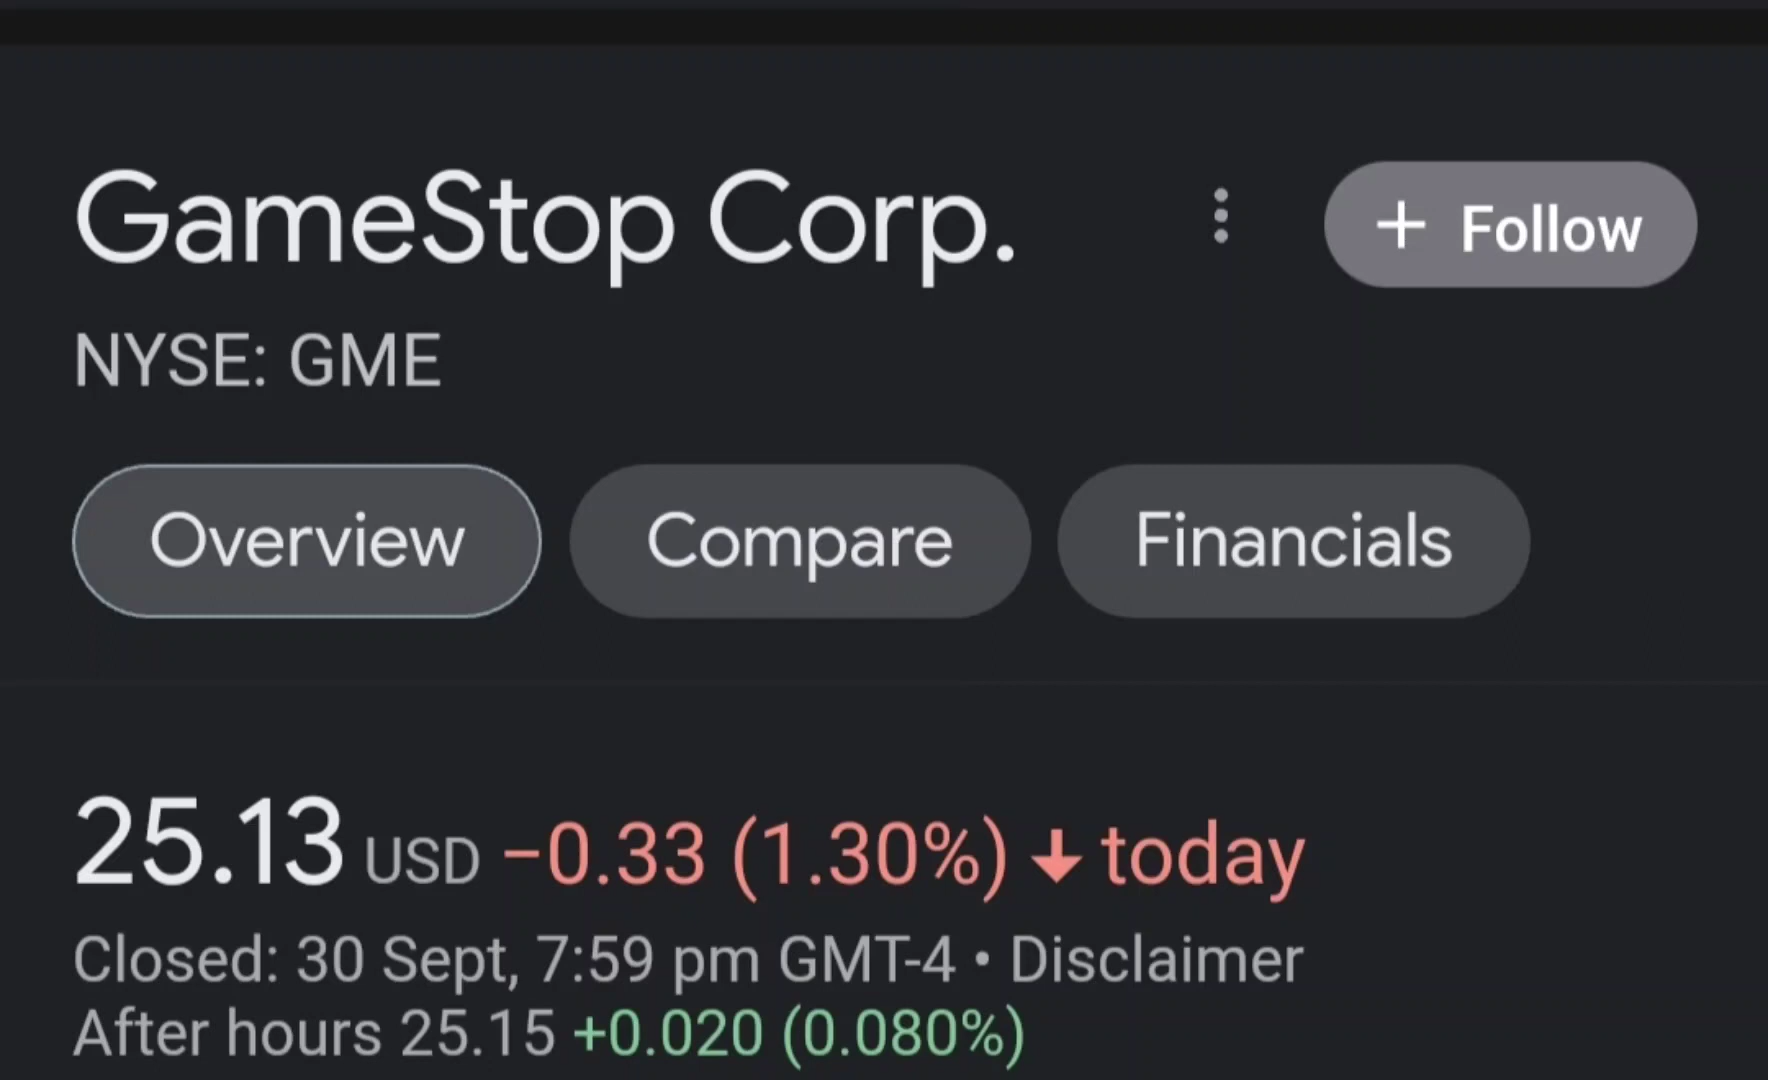 GameStop Corp.
+ Follow
NYSE: GME
Overview
Compare
Financials
25.13 USD −0.33 (1.30%) ↓ today
Closed: 30 Sept, 7:59 pm GMT-4 • Disclaimer
After hours 25.15 +0.020 (0.080%)